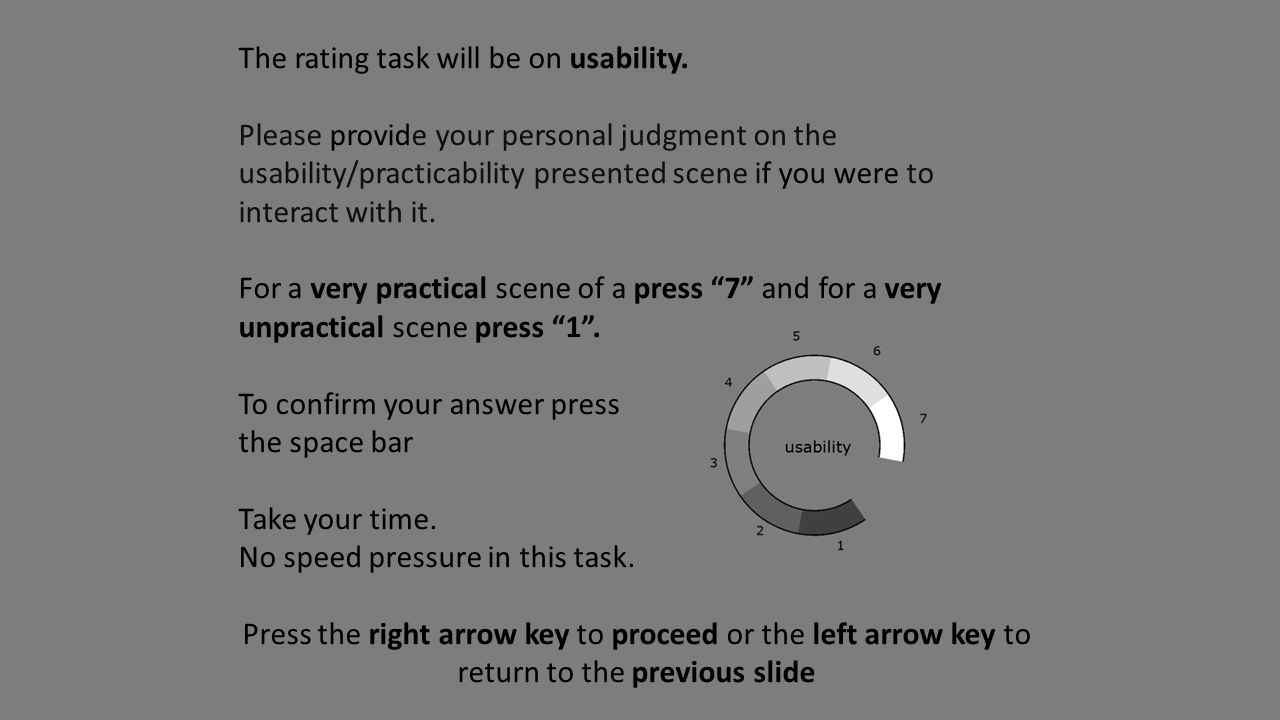 The rating task will be on usability.
Please provide your personal judgment on the
usability/practicability presented scene if you were to
interact with it.
For a very practical scene of a press “7” and for a very
unpractical scene press “1”.
To confirm your answer press
the space bar
Take your time.
No speed pressure in this task.
5
6
4
7
usability
3
2
1
Press the right arrow key to proceed or the left arrow key to
return to the previous slide